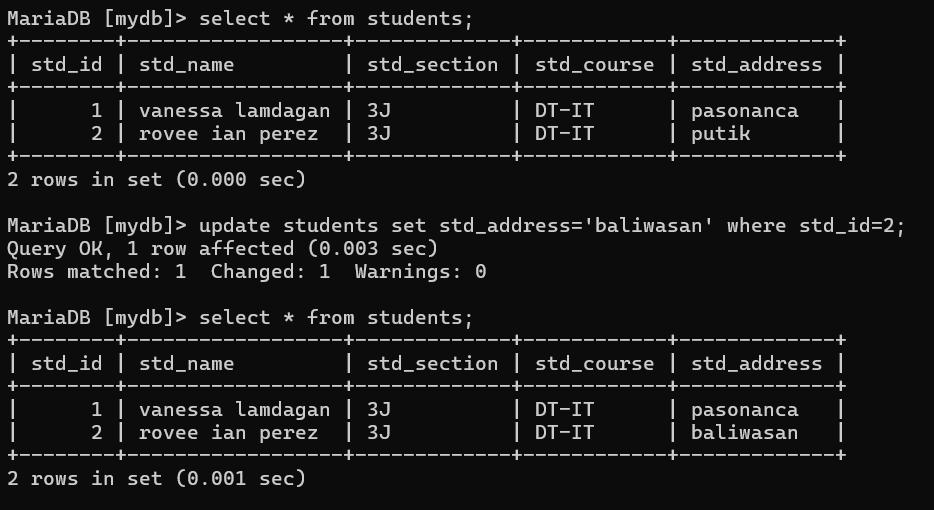 MariaDB [mydb]> select * from students;
+--------+-----------------+-------------+------------+-------------+
| std_id | std_name        | std_section | std_course | std_address |
+--------+-----------------+-------------+------------+-------------+
|      1 | vanessa lamdagan | 3J          | DT-IT      | pasonanca   |
|      2 | rovee ian perez  | 3J          | DT-IT      | putik       |
+--------+-----------------+-------------+------------+-------------+
2 rows in set (0.000 sec)

MariaDB [mydb]> update students set std_address='baliwasan' where std_id=2;
Query OK, 1 row affected (0.003 sec)
Rows matched: 1  Changed: 1  Warnings: 0

MariaDB [mydb]> select * from students;
+--------+------------------+-------------+------------+-------------+
| std_id | std_name         | std_section | std_course | std_address |
+--------+------------------+-------------+------------+-------------+
|      1 | vanessa lamdagan | 3J          | DT-IT      | pasonanca   |
|      2 | rovee ian perez  | 3J          | DT-IT      | baliwasan   |
+--------+------------------+-------------+------------+-------------+
2 rows in set (0.001 sec)